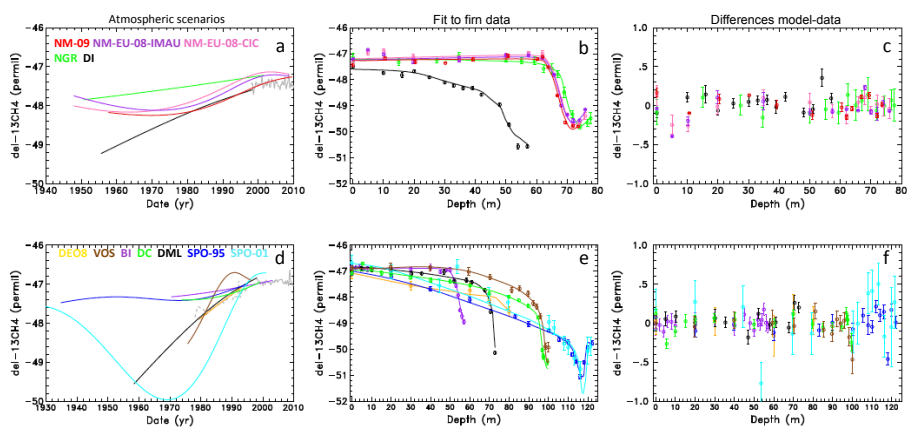 Atmospheric scenarios
Fit to firn data
Differences model-data
NM-09 NM-EU-08-IMAU NM-EU-08-CIC
NGR DI
a
b
c
-46
-47
-48
-49
-50
del-13CH4 (permil)
1940 1950 1960 1970 1980 1990 2000 2010
Date (yr)
-46
-47
-48
-49
-50
-51
-52
del-13CH4 (permil)
0 10 20 30 40 50 60 70 80
Depth (m)
1.0
0.5
0.0
-.5
-1.0
del-13CH4 (permil)
0 10 20 30 40 50 60 70 80
Depth (m)
DE08 VOS BI DC DML SPO-95 SPO-01
d
e
f
-46
-47
-48
-49
-50
del-13CH4 (permil)
1930 1940 1950 1960 1970 1980 1990 2000 2010
Date (yr)
-46
-47
-48
-49
-50
-51
-52
del-13CH4 (permil)
0 10 20 30 40 50 60 70 80 90 100 110 120
Depth (m)
1.0
0.5
0.0
-.5
-1.0
del-13CH4 (permil)
0 10 20 30 40 50 60 70 80 90 100 110 120
Depth (m)